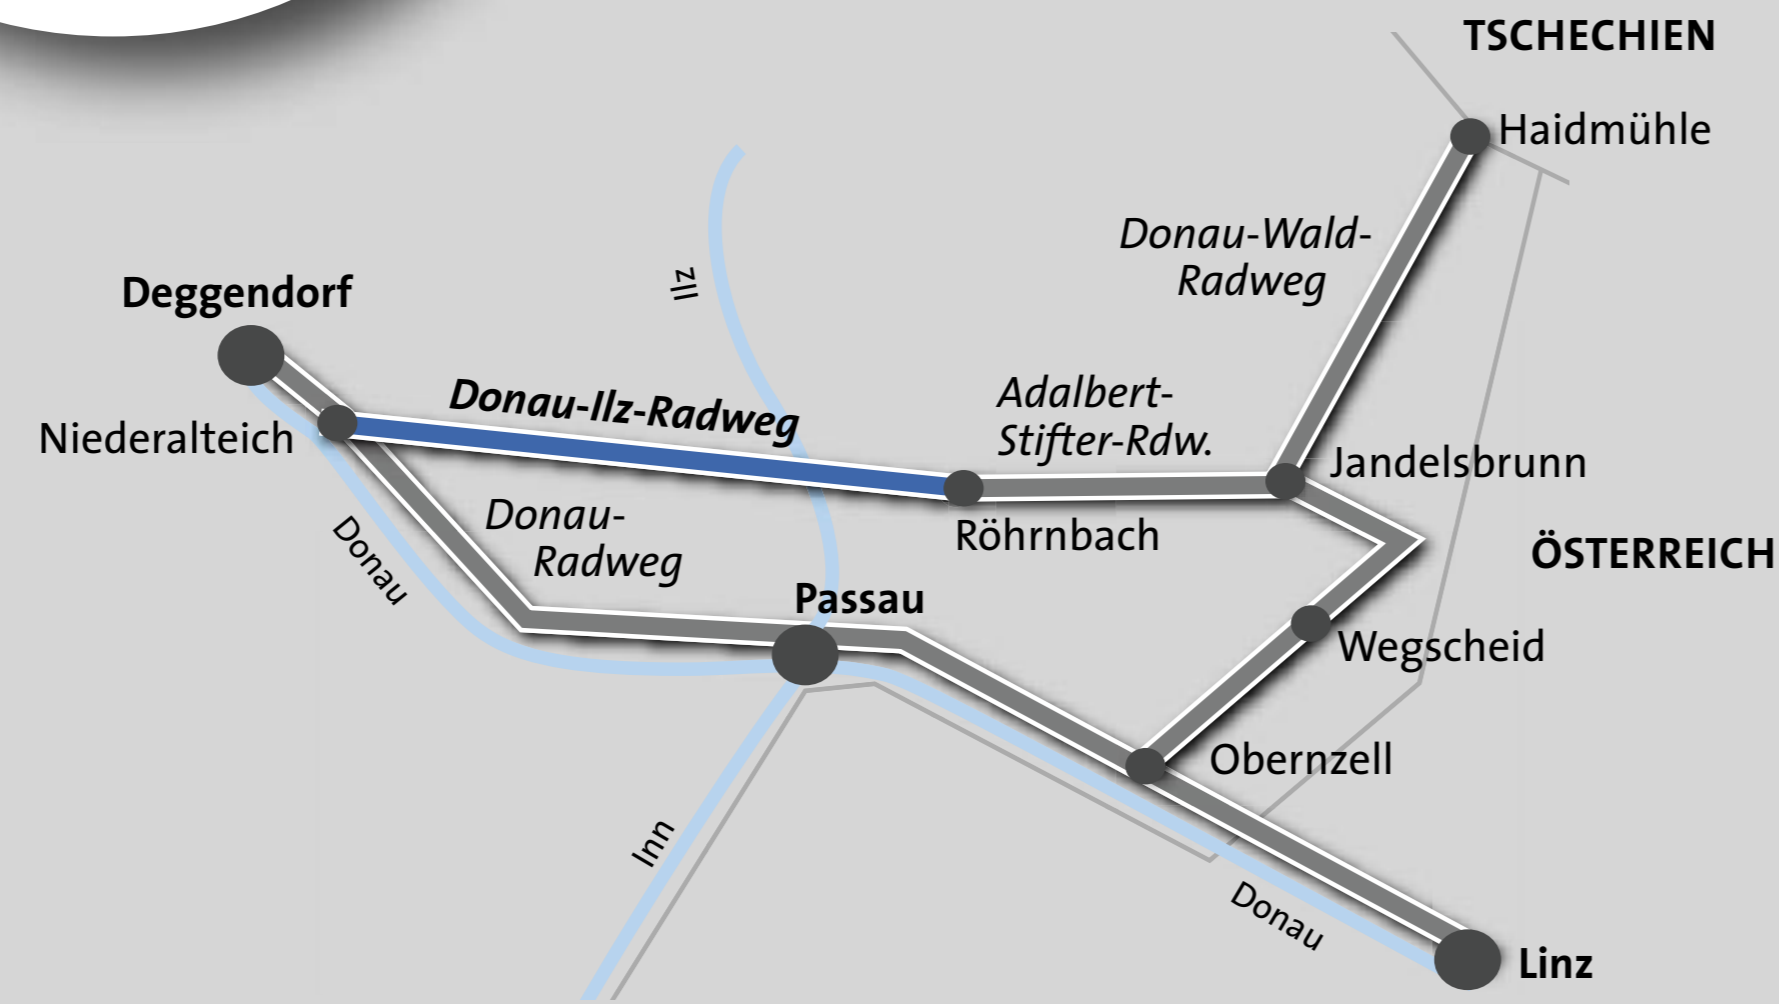 TSCHECHIEN
Haidmühle
Donau-Wald-
Radweg
Ilz
Deggendorf
Donau-Ilz-Radweg
Adalbert-
Stifter-Rdw.
Niederalteich
Jandelsbrunn
Donau-
Radweg
Röhrnbach
Donau
ÖSTERREICH
Passau
Wegscheid
Obernzell
Inn
Donau
Linz